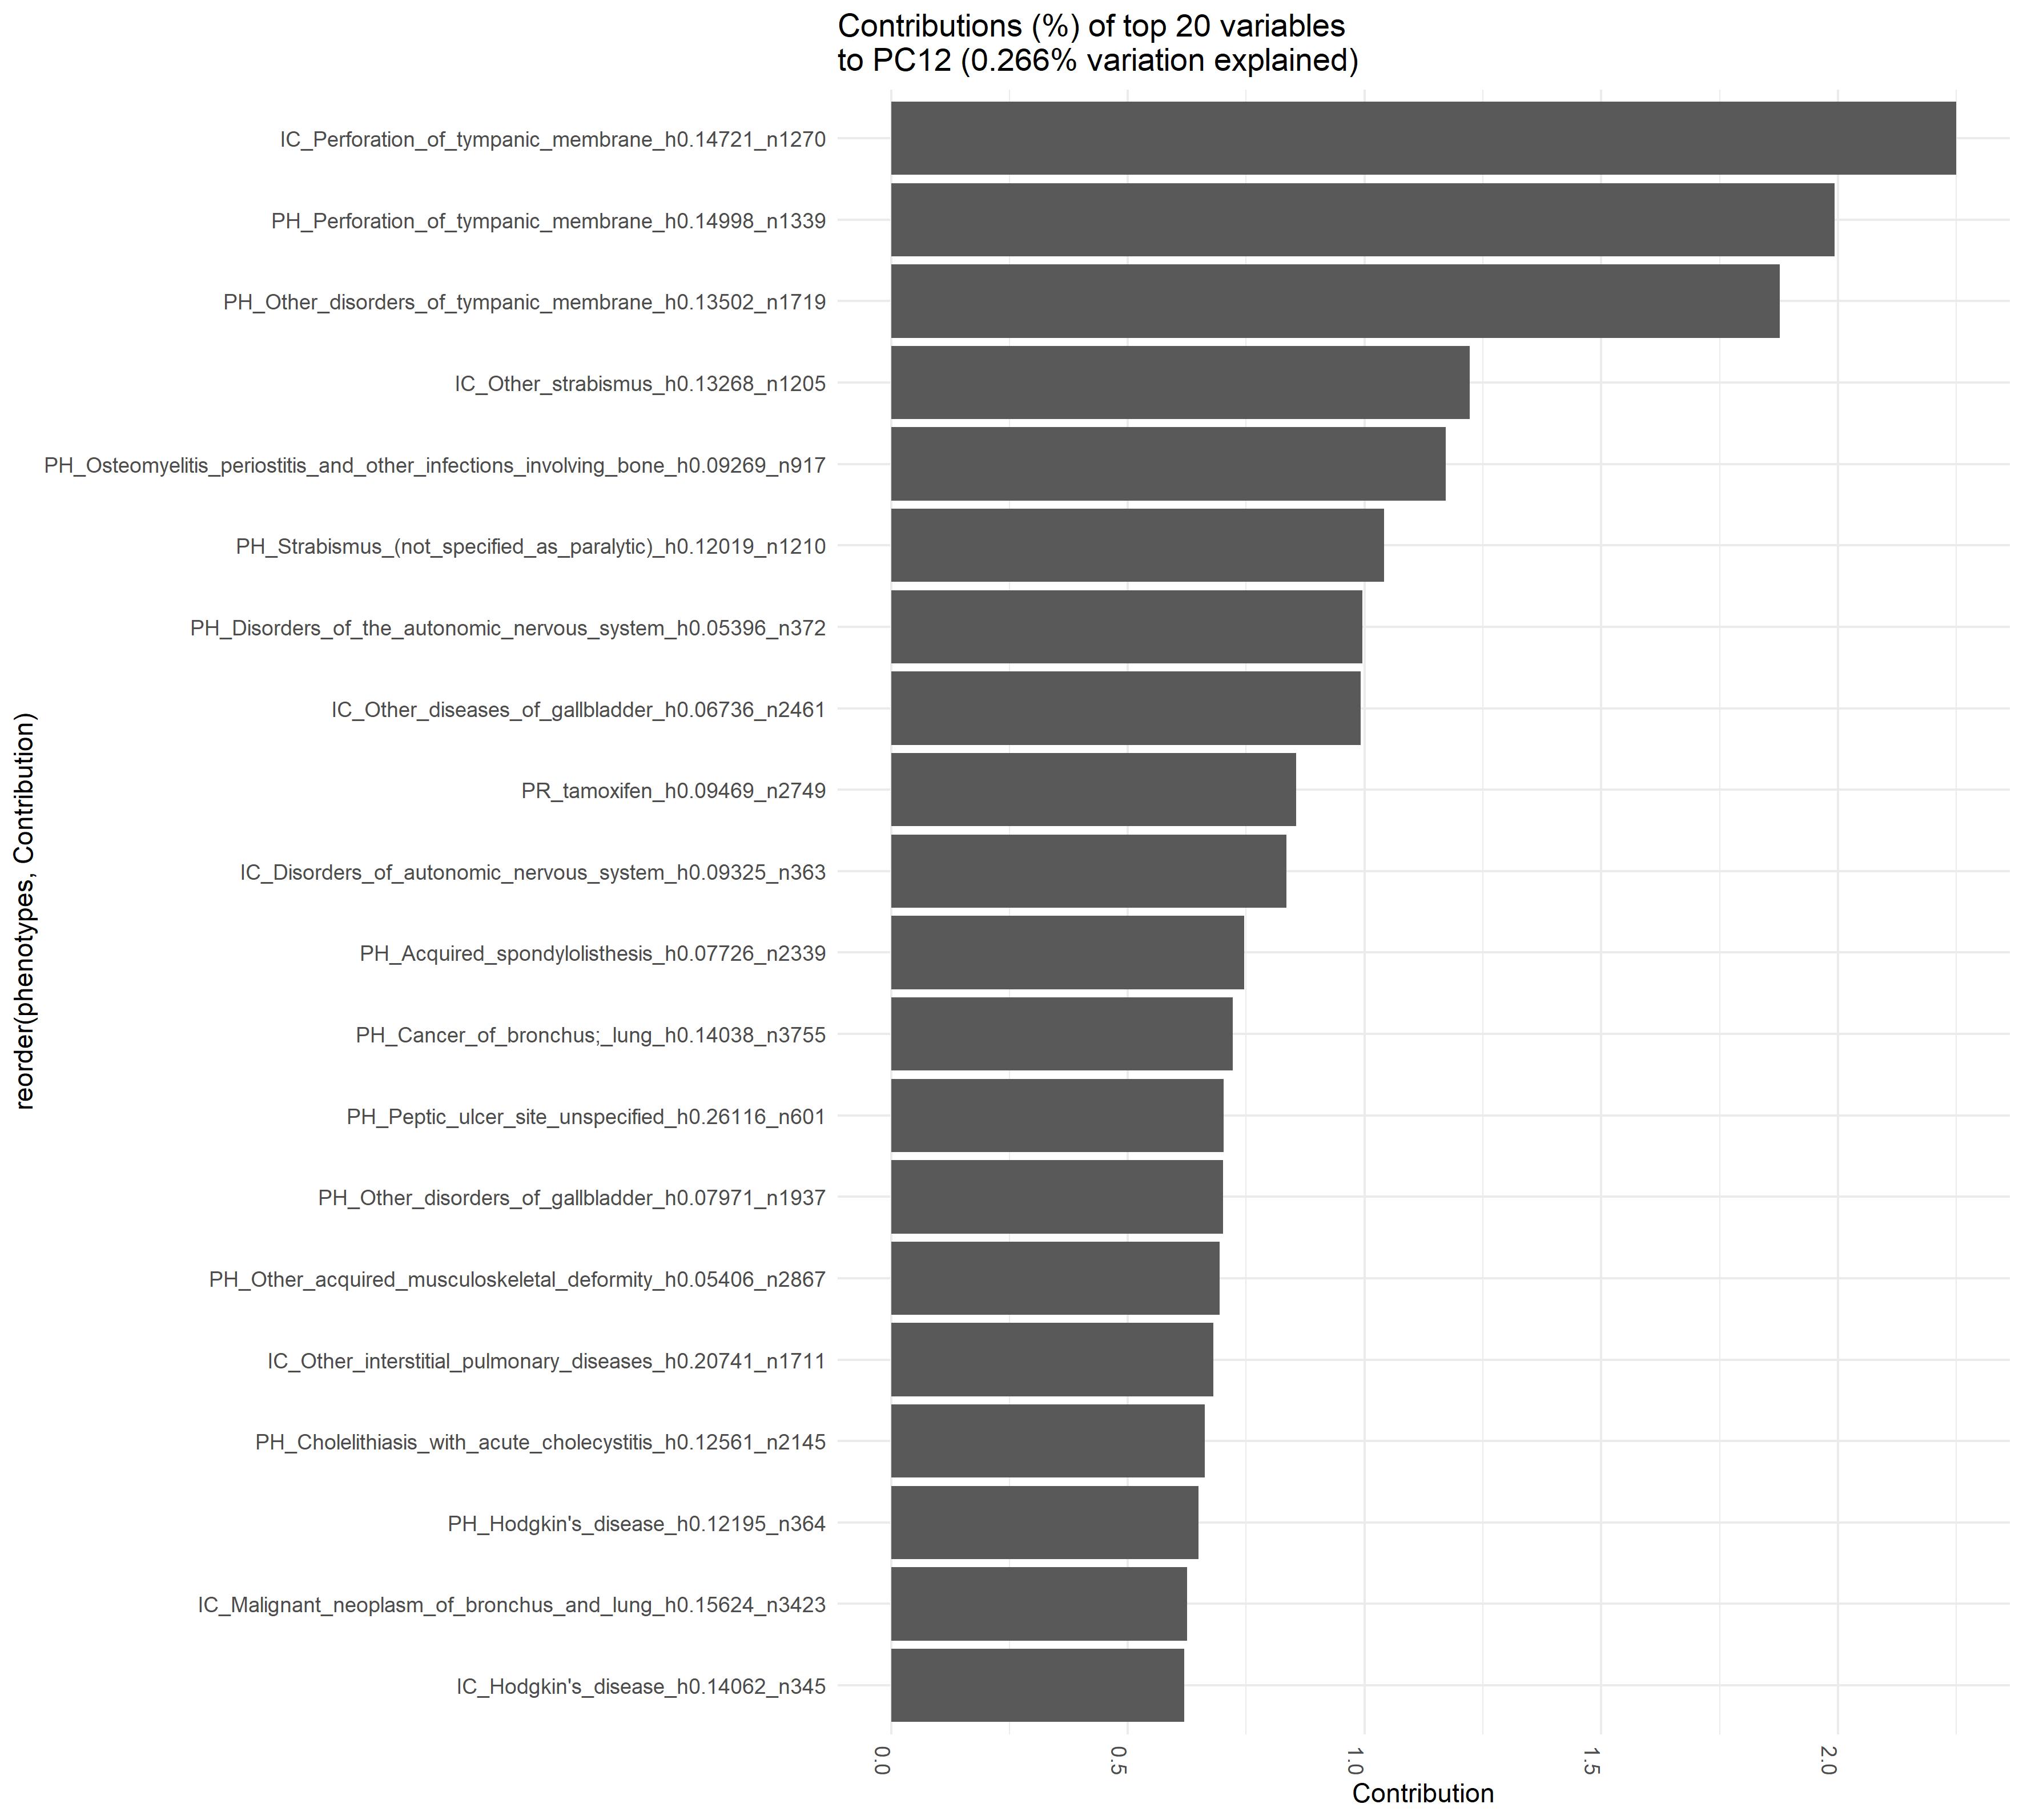 Contributions (%) of top 20 variables
to PC12 (0.266% variation explained)
IC_Perforation_of_tympanic_membrane_h0.14721_n1270
PH_Perforation_of_tympanic_membrane_h0.14998_n1339
PH_Other_disorders_of_tympanic_membrane_h0.13502_n1719
IC_Other_strabismus_h0.13268_n1205
PH_Osteomyelitis_periostitis_and_other_infections_involving_bone_h0.09269_n917
PH_Strabismus_(not_specified_as_paralytic)_h0.12019_n1210
PH_Disorders_of_the_autonomic_nervous_system_h0.05396_n372
IC_Other_diseases_of_gallbladder_h0.06736_n2461
PR_tamoxifen_h0.09469_n2749
IC_Disorders_of_autonomic_nervous_system_h0.09325_n363
PH_Acquired_spondylolisthesis_h0.07726_n2339
PH_Cancer_of_bronchus;_lung_h0.14038_n3755
PH_Peptic_ulcer_site_unspecified_h0.26116_n601
PH_Other_disorders_of_gallbladder_h0.07971_n1937
PH_Other_acquired_musculoskeletal_deformity_h0.05406_n2867
IC_Other_interstitial_pulmonary_diseases_h0.20741_n1711
PH_Cholelithiasis_with_acute_cholecystitis_h0.12561_n2145
PH_Hodgkin's_disease_h0.12195_n364
IC_Malignant_neoplasm_of_bronchus_and_lung_h0.15624_n3423
IC_Hodgkin's_disease_h0.14062_n345
reorder(phenotypes, Contribution)
0.0
0.5
1.0
1.5
2.0
Contribution